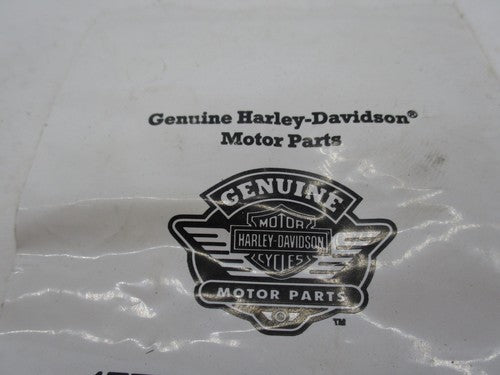 Genuine Harley-Davidson®
Motor Parts
GENUINE
MOTOR
HARLEY-DAVIDSON
CYCLES
MOTOR PARTS
™